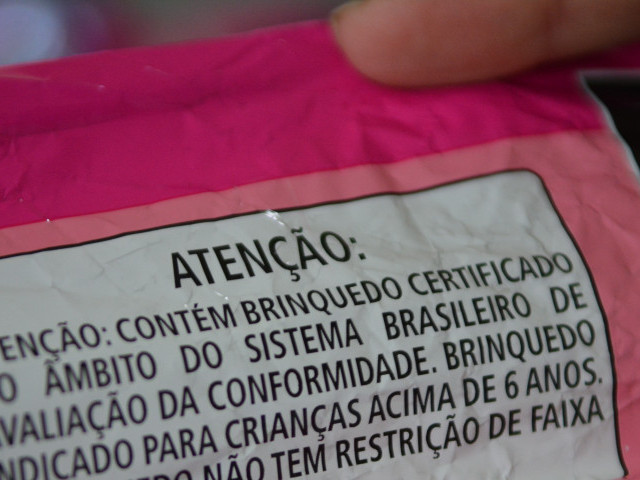 ATENÇÃO:
ENÇÃO: CONTÉM BRINQUEDO CERTIFICADO
O ÂMBITO DO SISTEMA BRASILEIRO DE
VALIAÇÃO DA CONFORMIDADE. BRINQUEDO
NDICADO PARA CRIANÇAS ACIMA DE 6 ANOS.
EDO NÃO TEM RESTRIÇÃO DE FAIXA